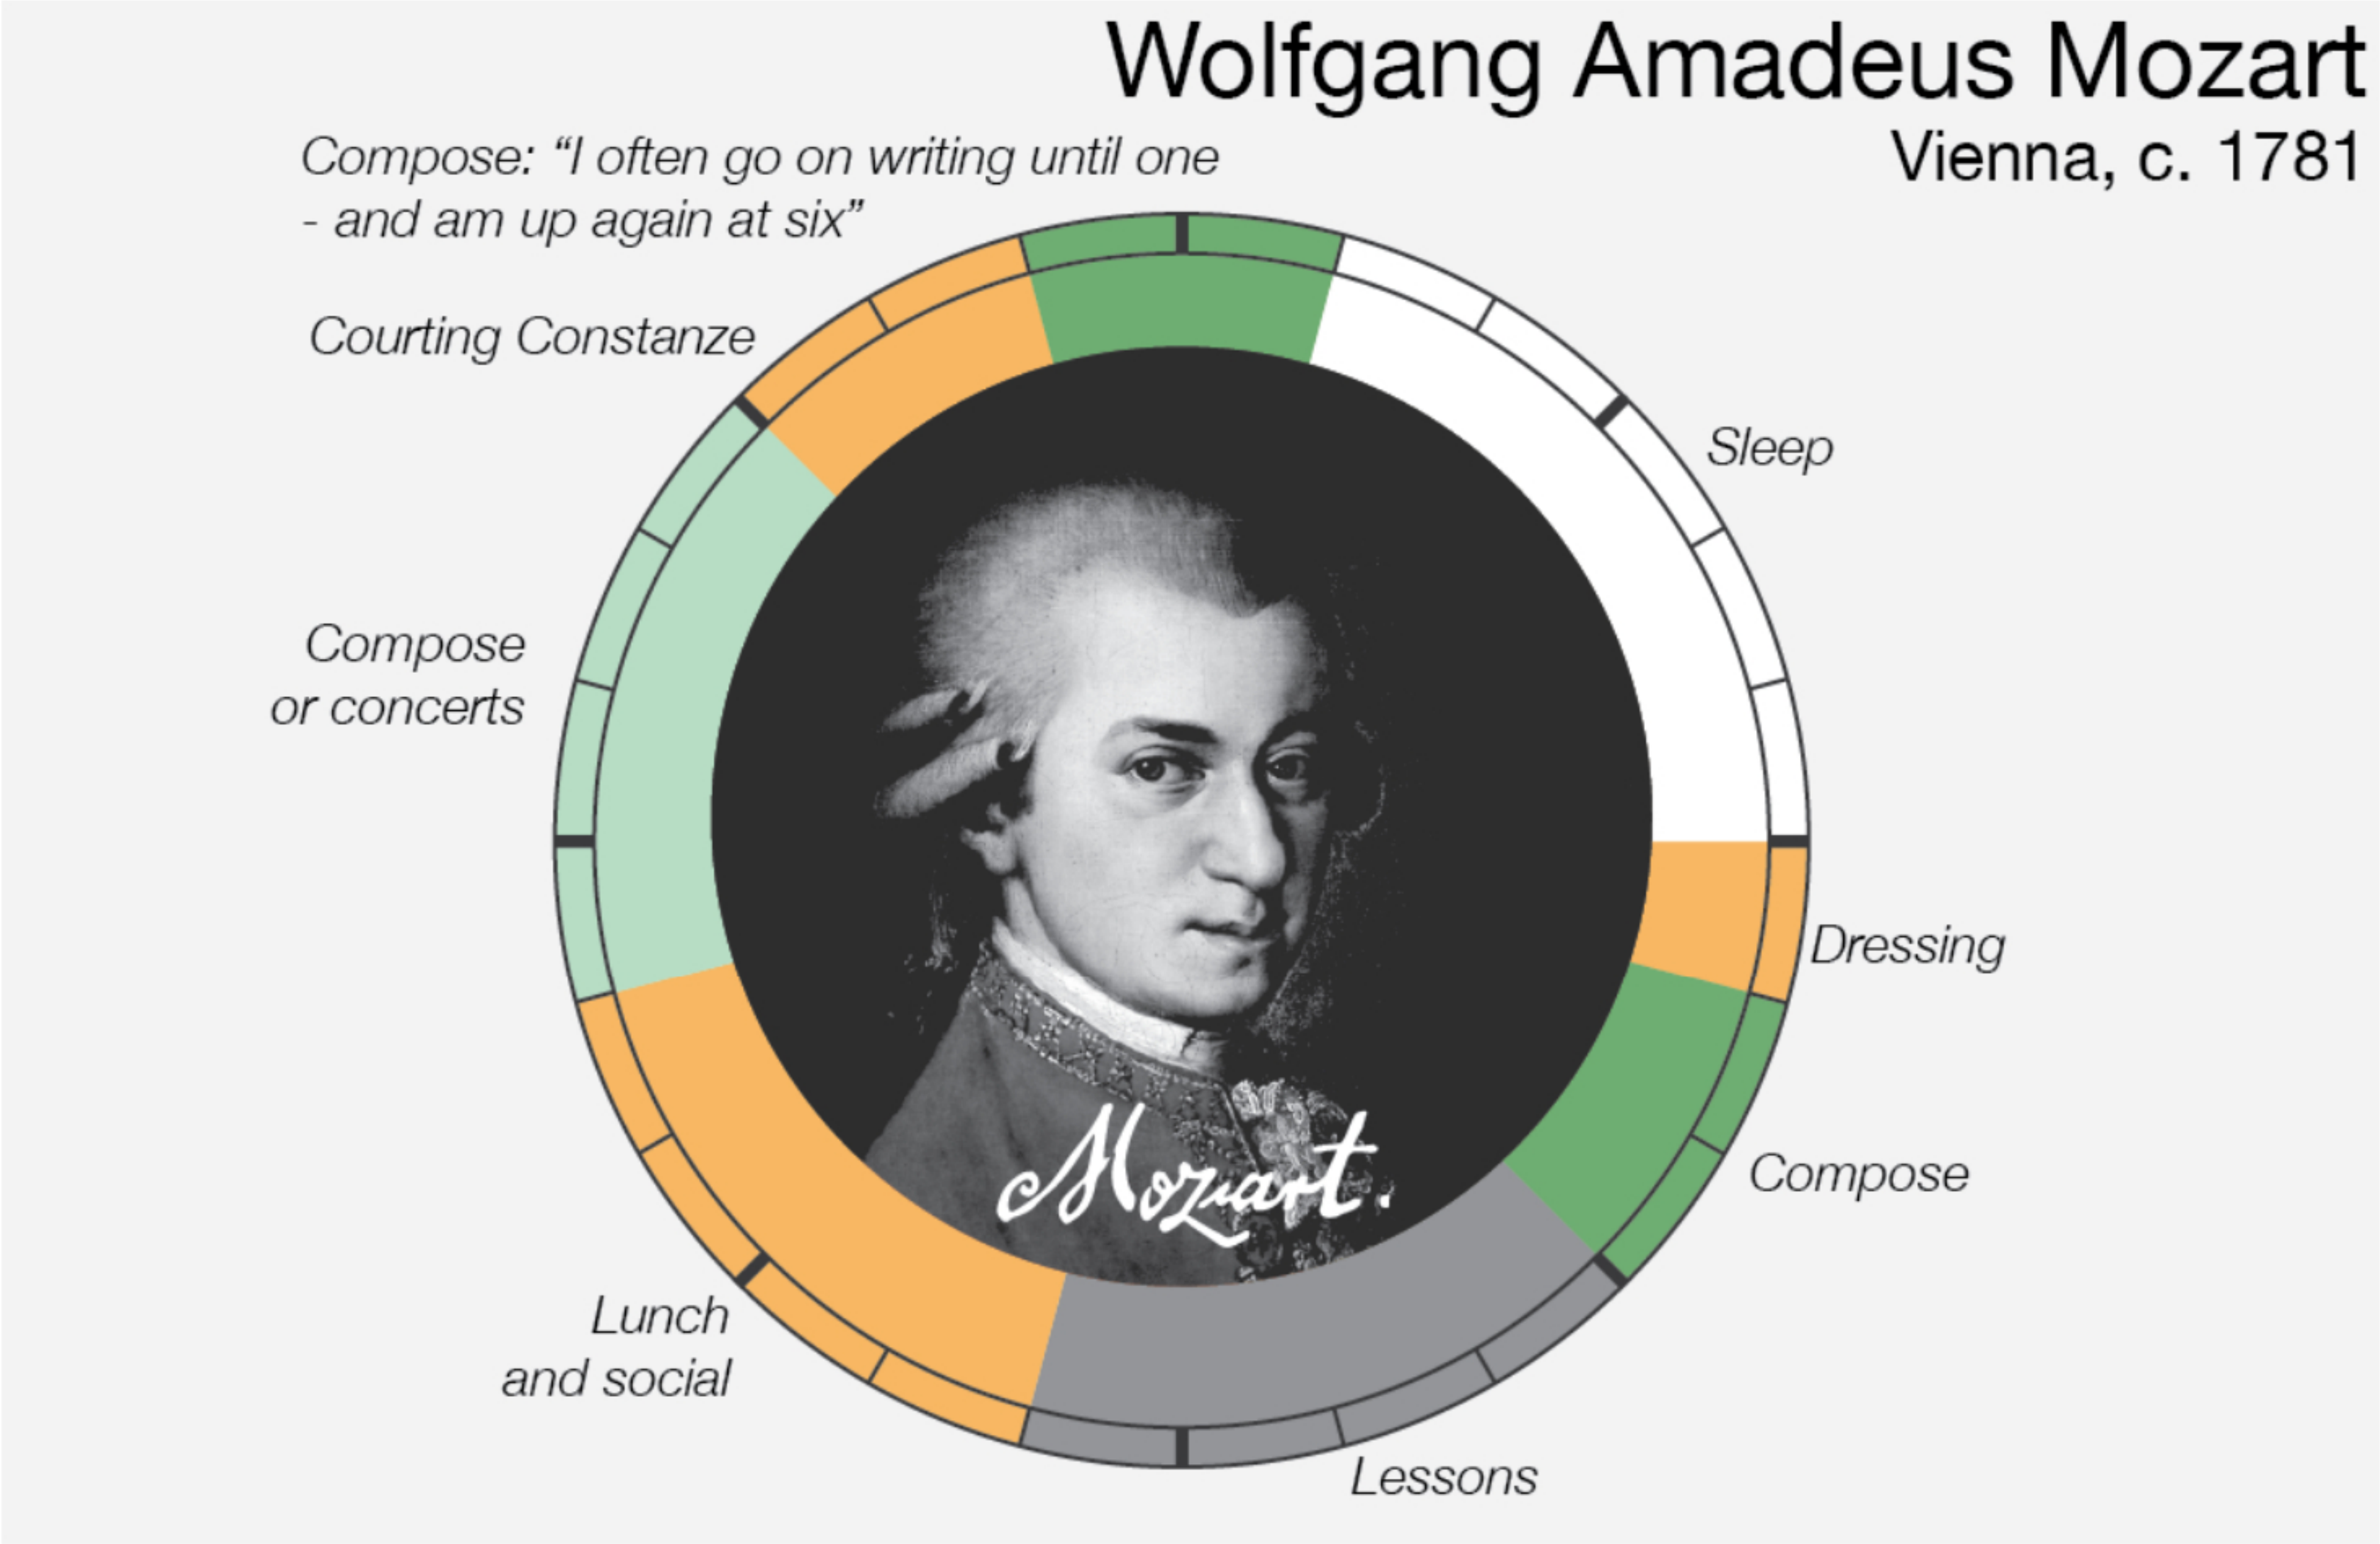 Wolfgang Amadeus Mozart
Vienna, c. 1781
Compose: “I often go on writing until one
- and am up again at six”
Courting Constanze
Sleep
Compose
or concerts
Dressing
Compose
Mozart.
Lunch
and social
Lessons